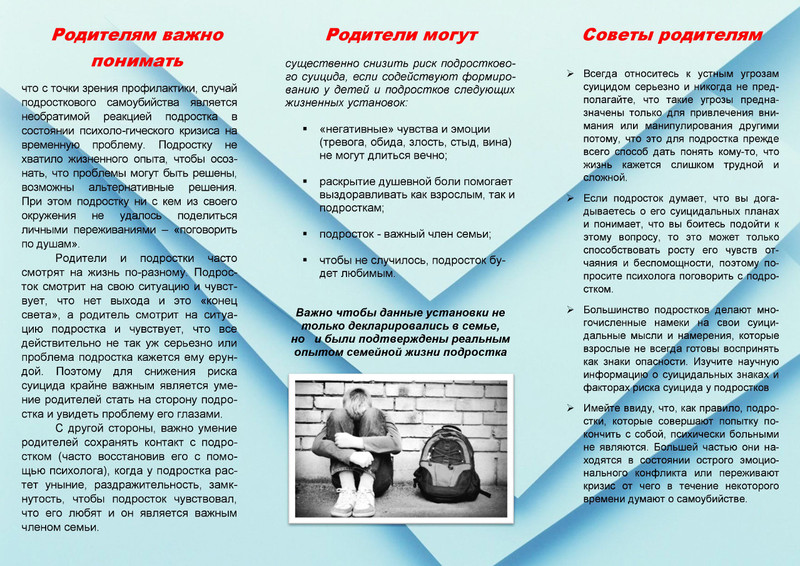 Родителям важно
понимать
что с точки зрения профилактики, случай
подросткового самоубийства является
необратимой реакцией подростка в
состоянии психоло-гического кризиса на
временную проблему. Подростку не
хватило жизненного опыта, чтобы осоз-
нать, что проблемы могут быть решены,
возможны альтернативные решения.
При этом подростку ни с кем из своего
окружения не удалось поделиться
личными переживаниями – «поговорить
по душам».
Родители и подростки часто
смотрят на жизнь по-разному. Подрос-
ток смотрит на свою ситуацию и чувст-
вует, что нет выхода и это «конец
света», а родитель смотрит на ситуа-
цию подростка и чувствует, что все
действительно не так уж серьезно или
проблема подростка кажется ему ерун-
дой. Поэтому для снижения риска
суицида крайне важным является уме-
ние родителей стать на сторону подро-
стка и увидеть проблему его глазами.
С другой стороны, важно умение
родителей сохранять контакт с подро-
стком (часто восстановив его с помо-
щью психолога), когда у подростка рас-
тет уныние, раздражительность, замк-
нутость, чтобы подросток чувствовал,
что его любят и он является важным
членом семьи.
Родители могут
существенно снизить риск подростково-
го суицида, если содействуют формиро-
ванию у детей и подростков следующих
жизненных установок:
▪ «негативные» чувства и эмоции
(тревога, обида, злость, стыд, вина)
не могут длиться вечно;
▪ раскрытие душевной боли помогает
выздоравливать как взрослым, так и
подросткам;
▪ подросток - важный член семьи;
▪ чтобы не случилось, подросток бу-
дет любимым.
Важно чтобы данные установки не
только декларировались в семье,
но и были подтверждены реальным
опытом семейной жизни подростка
Советы родителям
➢ Всегда относитесь к устным угрозам
суицидом серьезно и никогда не пред-
полагайте, что такие угрозы предна-
значены только для привлечения вни-
мания или манипулирования другими
потому, что это для подростка прежде
всего способ дать понять кому-то, что
жизнь кажется слишком трудной и
сложной.
➢ Если подросток думает, что вы дога-
дываетесь о его суицидальных планах
и понимает, что вы боитесь подойти к
этому вопросу, то это может только
способствовать росту его чувств от-
чаяния и беспомощности, поэтому по-
просите психолога поговорить с подро-
стком.
➢ Большинство подростков делают мно-
гочисленные намеки на свои суици-
дальные мысли и намерения, которые
взрослые не всегда готовы воспринять
как знаки опасности. Изучите научную
информацию о суицидальных знаках и
факторах риска суицида у подростков
➢ Имейте ввиду, что, как правило, подро-
стки, которые совершают попытку по-
кончить с собой, психически больными
не являются. Большей частью они на-
ходятся в состоянии острого эмоцио-
нального конфликта или переживают
кризис от чего в течение некоторого
времени думают о самоубийстве.